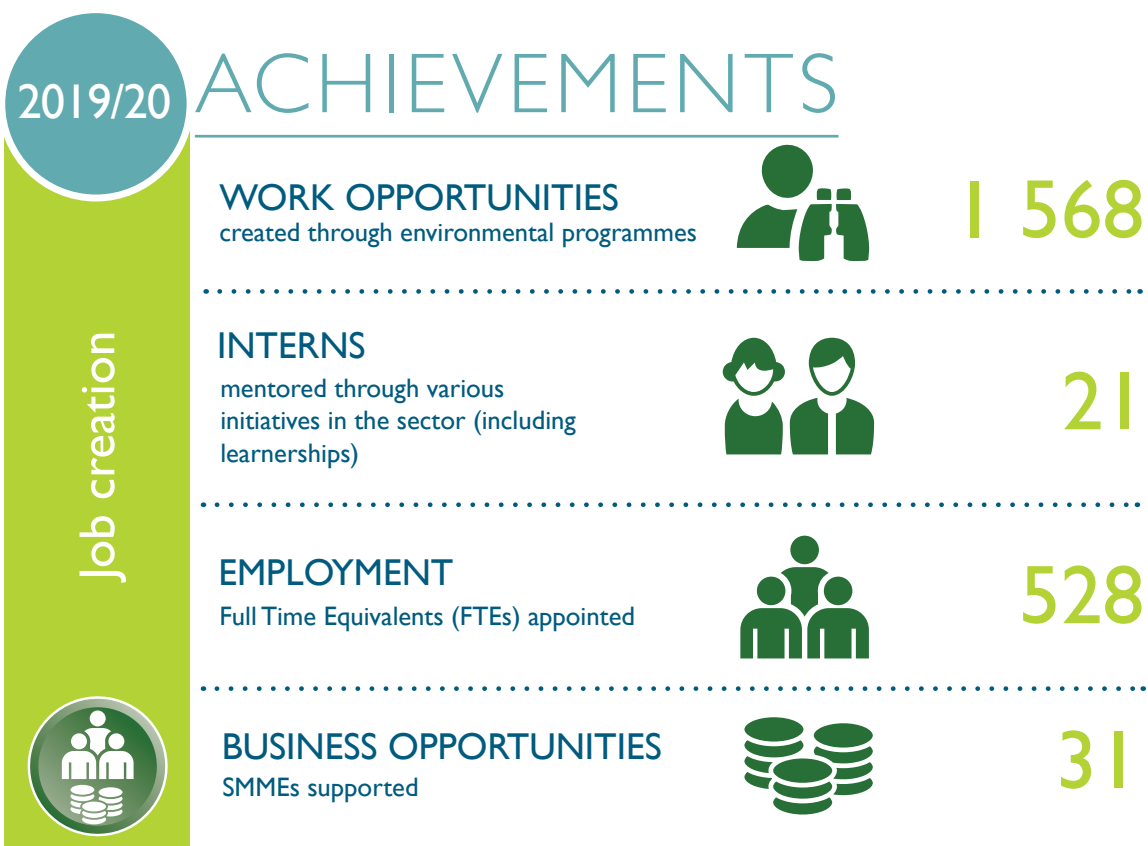 2019/20
ACHIEVEMENTS
Job creation
WORK OPPORTUNITIES
created through environmental programmes
1 568
INTERNS
mentored through various
initiatives in the sector (including
learnerships)
21
EMPLOYMENT
Full Time Equivalents (FTEs) appointed
528
BUSINESS OPPORTUNITIES
SMMEs supported
31